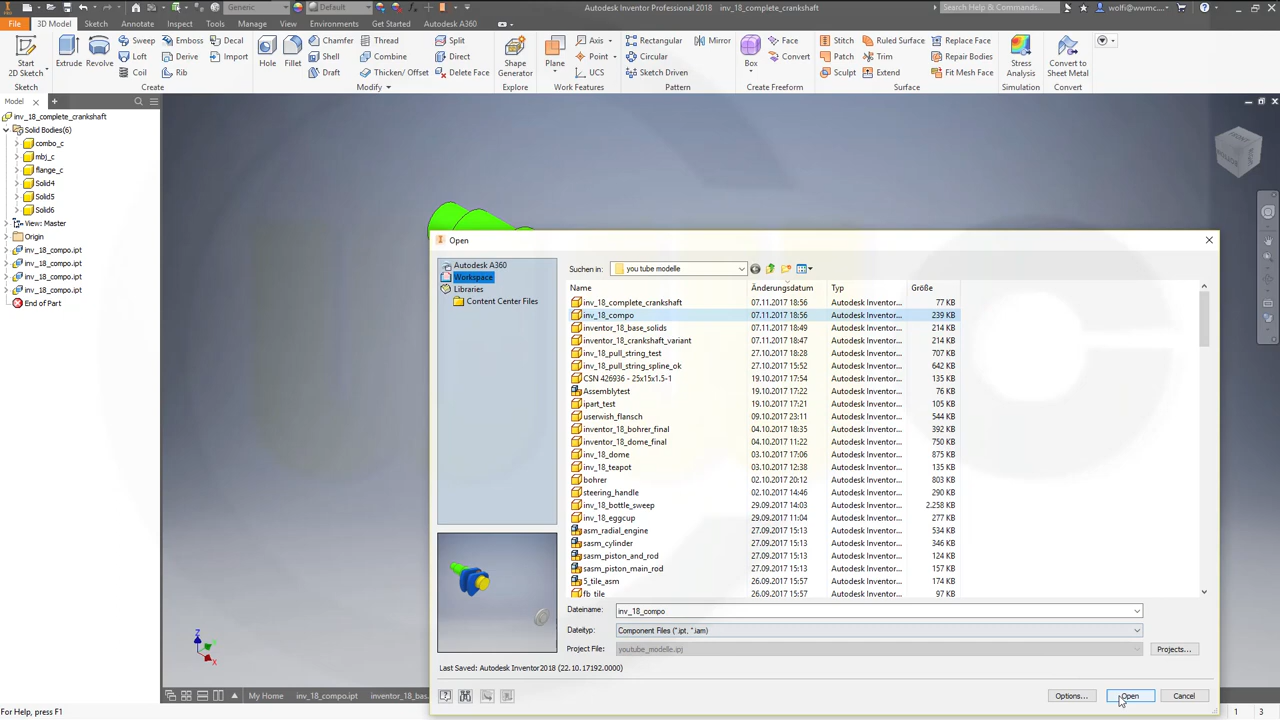 Generic
Default
Autodesk Inventor Professional 2018 inv_18_complete_crankshaft
Search Help & Commands...
wolfi@wwmc...
File 3D Model Sketch Annotate Inspect Tools Manage View Environments Get Started Autodesk A360
Start
2D Sketch
Sketch
Extrude
Revolve
Sweep Emboss Decal
Loft Derive Import
Coil Rib
Create
Hole
Fillet
Chamfer Thread Split
Shell Combine Direct
Draft Thicken/ Offset Delete Face
Modify
Shape
Generator
Explore
Plane
Axis
Point
UCS
Work Features
Rectangular Mirror
Circular
Sketch Driven
Pattern
Box
Face
Convert
Create Freeform
Stitch Ruled Surface Replace Face
Patch Trim Repair Bodies
Sculpt Extend Fit Mesh Face
Surface
Stress
Analysis
Simulation
Convert to
Sheet Metal
Convert
Model
inv_18_complete_crankshaft
Solid Bodies(6)
combo_c
mbj_c
flange_c
Solid4
Solid5
Solid6
View: Master
Origin
inv_18_compo.ipt
inv_18_compo.ipt
inv_18_compo.ipt
inv_18_compo.ipt
End of Part
Open
Autodesk A360
Workspace
Libraries
Content Center Files
Suchen in: you tube modelle
Name Änderungsdatum Typ Größe
inv_18_complete_crankshaft 07.11.2017 18:56 Autodesk Inventor... 77 KB
inv_18_compo 07.11.2017 18:56 Autodesk Inventor... 239 KB
inventor_18_base_solids 07.11.2017 18:49 Autodesk Inventor... 214 KB
inventor_18_crankshaft_variant 07.11.2017 18:47 Autodesk Inventor... 214 KB
inv_18_pull_string_test 27.10.2017 18:28 Autodesk Inventor... 707 KB
inv_18_pull_string_spline_ok 27.10.2017 15:52 Autodesk Inventor... 642 KB
CSN 426936 - 25x15x1.5-1 19.10.2017 17:54 Autodesk Inventor... 135 KB
Assemblytest 19.10.2017 17:22 Autodesk Inventor... 76 KB
ipart_test 19.10.2017 17:21 Autodesk Inventor... 105 KB
userwish_flansch 09.10.2017 23:11 Autodesk Inventor... 544 KB
inventor_18_bohrer_final 04.10.2017 18:35 Autodesk Inventor... 392 KB
inventor_18_dome_final 04.10.2017 11:22 Autodesk Inventor... 750 KB
inv_18_dome 03.10.2017 17:06 Autodesk Inventor... 875 KB
inv_18_teapot 03.10.2017 12:38 Autodesk Inventor... 135 KB
bohrer 02.10.2017 20:12 Autodesk Inventor... 803 KB
steering_handle 02.10.2017 14:46 Autodesk Inventor... 290 KB
inv_18_bottle_sweep 29.09.2017 14:03 Autodesk Inventor... 2.258 KB
inv_18_eggcup 29.09.2017 11:04 Autodesk Inventor... 277 KB
asm_radial_engine 27.09.2017 15:13 Autodesk Inventor... 534 KB
sasm_cylinder 27.09.2017 15:13 Autodesk Inventor... 346 KB
sasm_piston_and_rod 27.09.2017 15:13 Autodesk Inventor... 124 KB
sasm_piston_main_rod 27.09.2017 15:13 Autodesk Inventor... 157 KB
5_tile_asm 26.09.2017 15:57 Autodesk Inventor... 174 KB
fb_tile 26.09.2017 15:57 Autodesk Inventor... 97 KB
Dateiname: inv_18_compo
Dateityp: Component Files (*.ipt, *.iam)
Project File: youtube_modelle.ipj Projects...
Last Saved: Autodesk Inventor2018 (22.10.17192.0000)
Options... Open Cancel
Z
X
My Home inv_18_compo.ipt inventor_18_bas
For Help, press F1
1 3